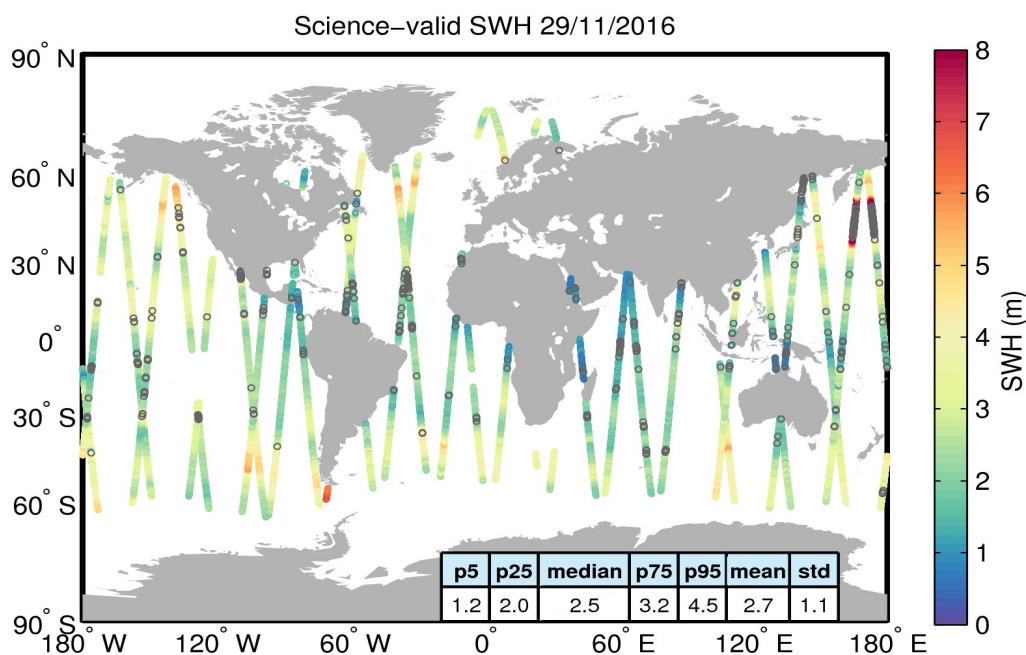 Science−valid SWH 29/11/2016
90° N
60° N
30° N
0°
30° S
60° S
90° S
180° W
120° W
60° W
0°
60° E
120° E
180° E
p5 p25 median p75 p95 mean std
1.2 2.0 2.5 3.2 4.5 2.7 1.1
8
7
6
5
4
3
2
1
0
SWH (m)